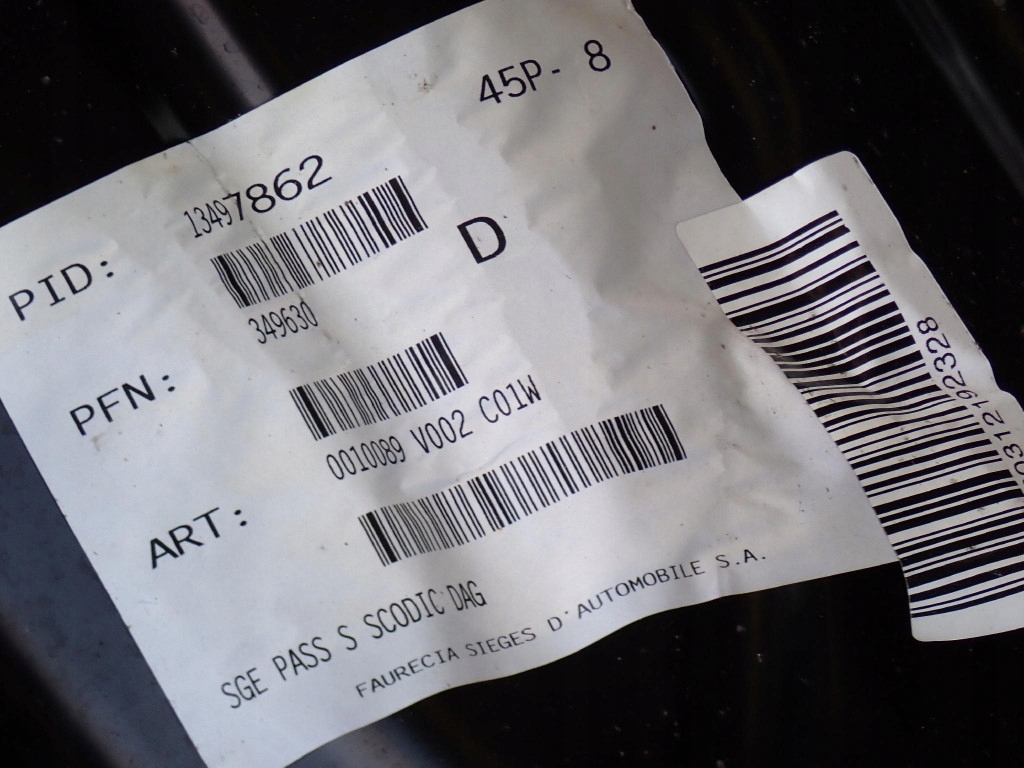 45P- 8
PID: 13497862
D
349630
PFN:
0010089 V002 C01W
ART:
SGE PASS S SCODIC DAG
FAURECIA SIEGES D'AUTOMOBILE S.A.
0312192328